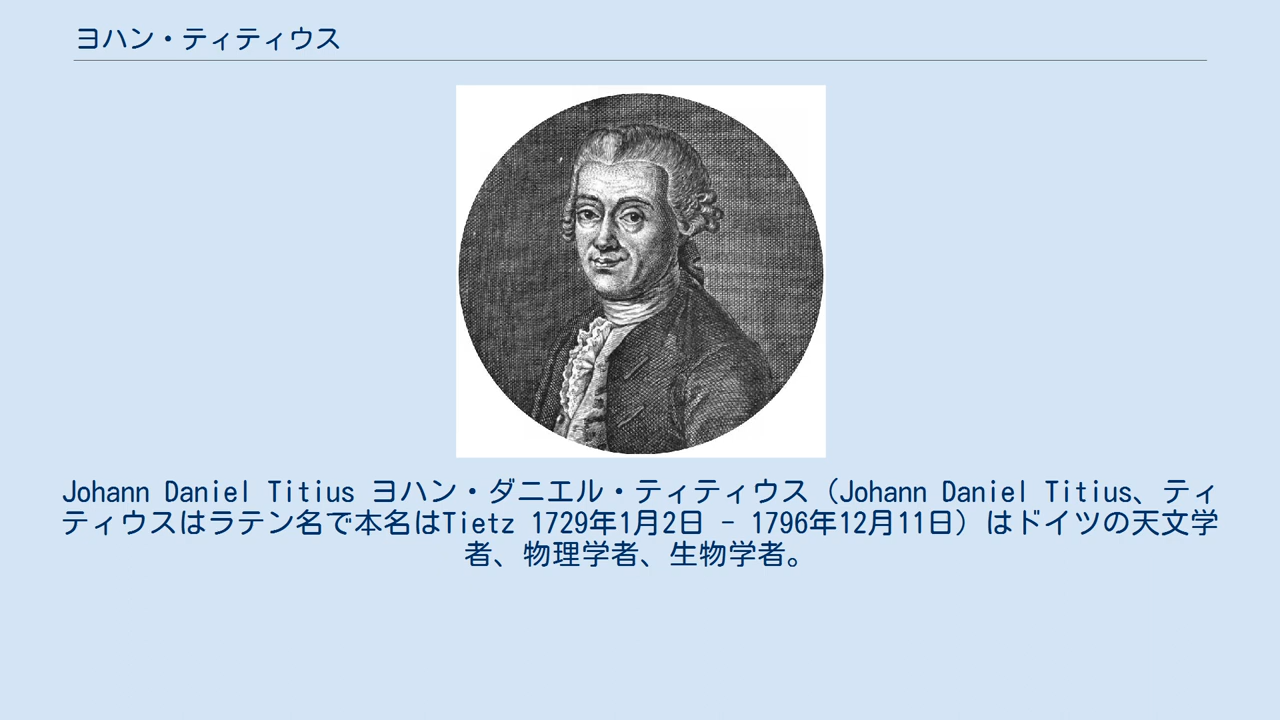 ヨハン・ティティウス
Johann Daniel Titius ヨハン・ダニエル・ティティウス（Johann Daniel Titius、ティ
ティウスはラテン名で本名はTietz 1729年1月2日 - 1796年12月11日）はドイツの天文学
者、物理学者、生物学者。